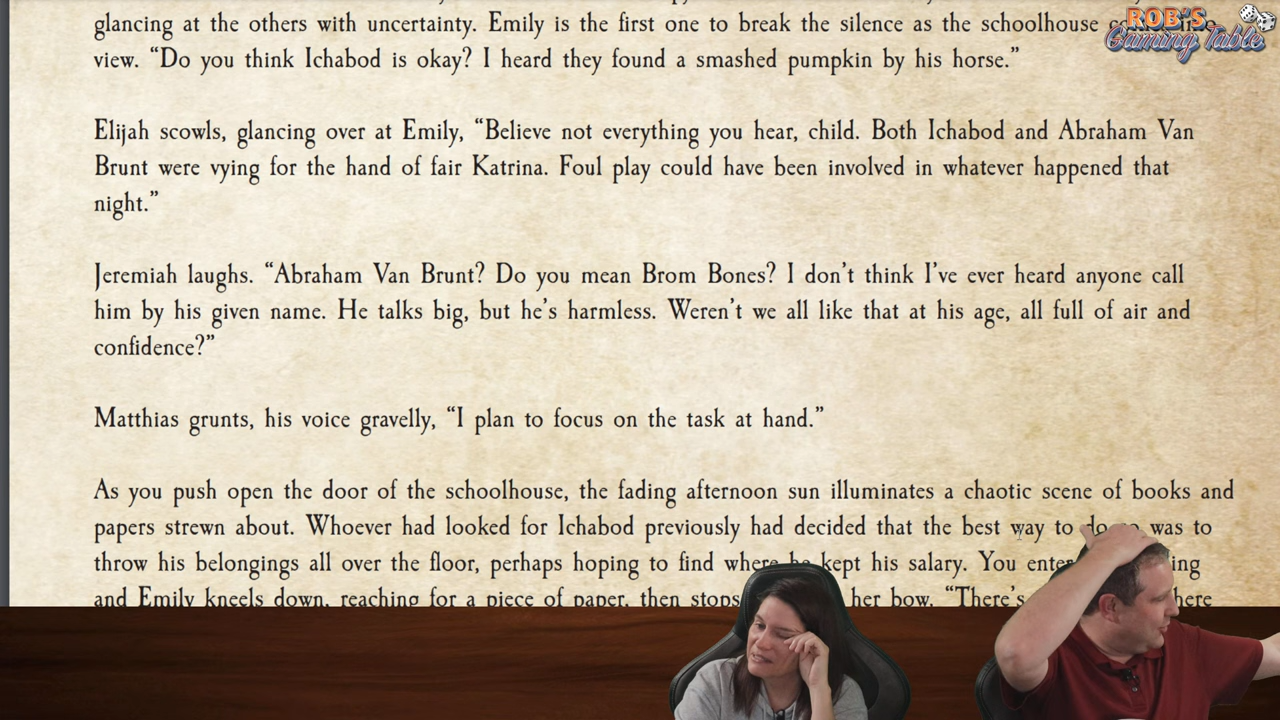 glancing at the others with uncertainty. Emily is the first one to break the silence as the schoolhouse
view. “Do you think Ichabod is okay? I heard they found a smashed pumpkin by his horse.”
Elijah scowls, glancing over at Emily, “Believe not everything you hear, child. Both Ichabod and Abraham Van
Brunt were vying for the hand of fair Katrina. Foul play could have been involved in whatever happened that
night.”
Jeremiah laughs. “Abraham Van Brunt? Do you mean Brom Bones? I don’t think I’ve ever heard anyone call
him by his given name. He talks big, but he’s harmless. Weren’t we all like that at his age, all full of air and
confidence?”
Matthias grunts, his voice gravelly, “I plan to focus on the task at hand.”
As you push open the door of the schoolhouse, the fading afternoon sun illuminates a chaotic scene of books and
papers strewn about. Whoever had looked for Ichabod previously had decided that the best way to was to
throw his belongings all over the floor, perhaps hoping to find where kept his salary. You
and Emily kneels down, reaching for a piece of paper, then stops her bow. “There’s
ROB'S
Gaming Table